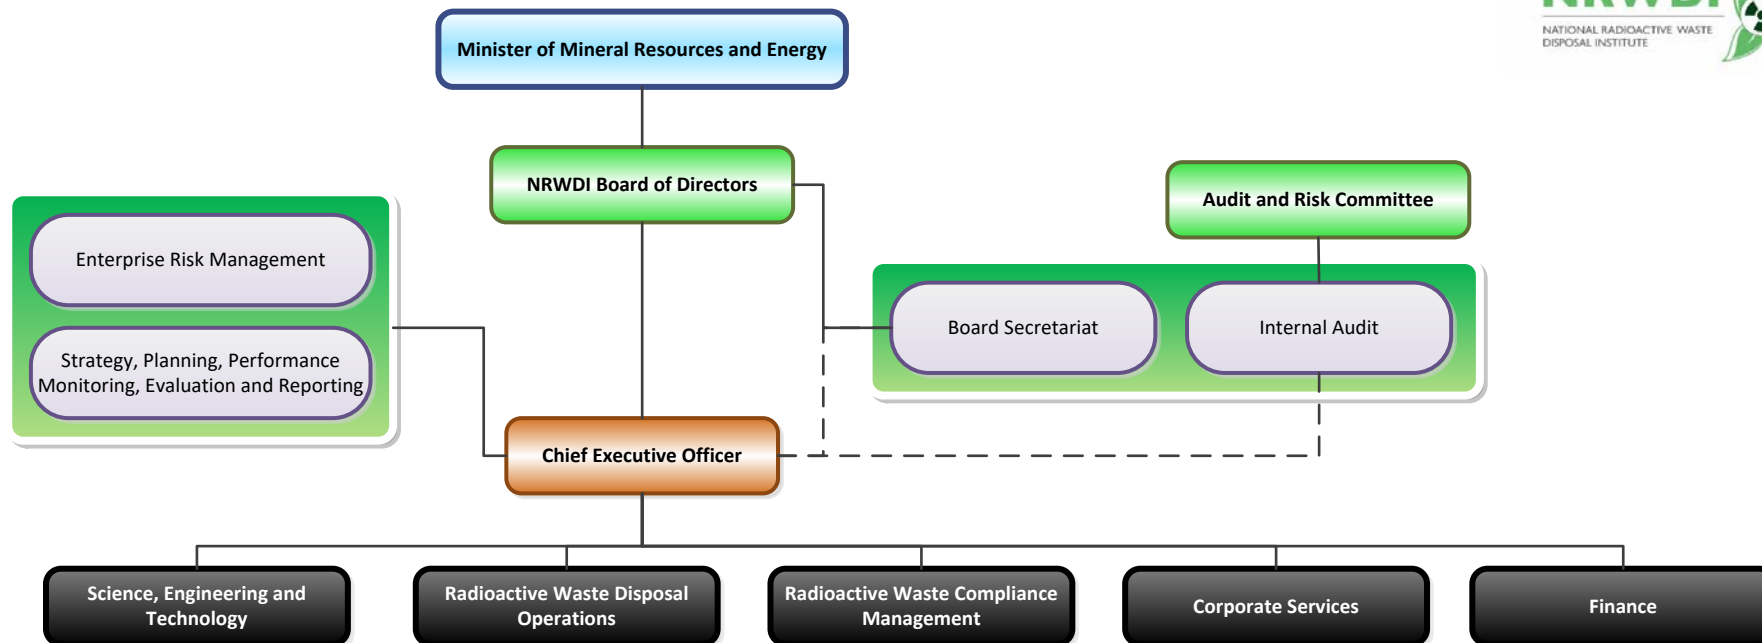 NRWDI
NATIONAL RADIOACTIVE WASTE
DISPOSAL INSTITUTE
Minister of Mineral Resources and Energy
NRWDI Board of Directors
Audit and Risk Committee
Enterprise Risk Management
Strategy, Planning, Performance
Monitoring, Evaluation and Reporting
Board Secretariat
Internal Audit
Chief Executive Officer
Science, Engineering and
Technology
Radioactive Waste Disposal
Operations
Radioactive Waste Compliance
Management
Corporate Services
Finance